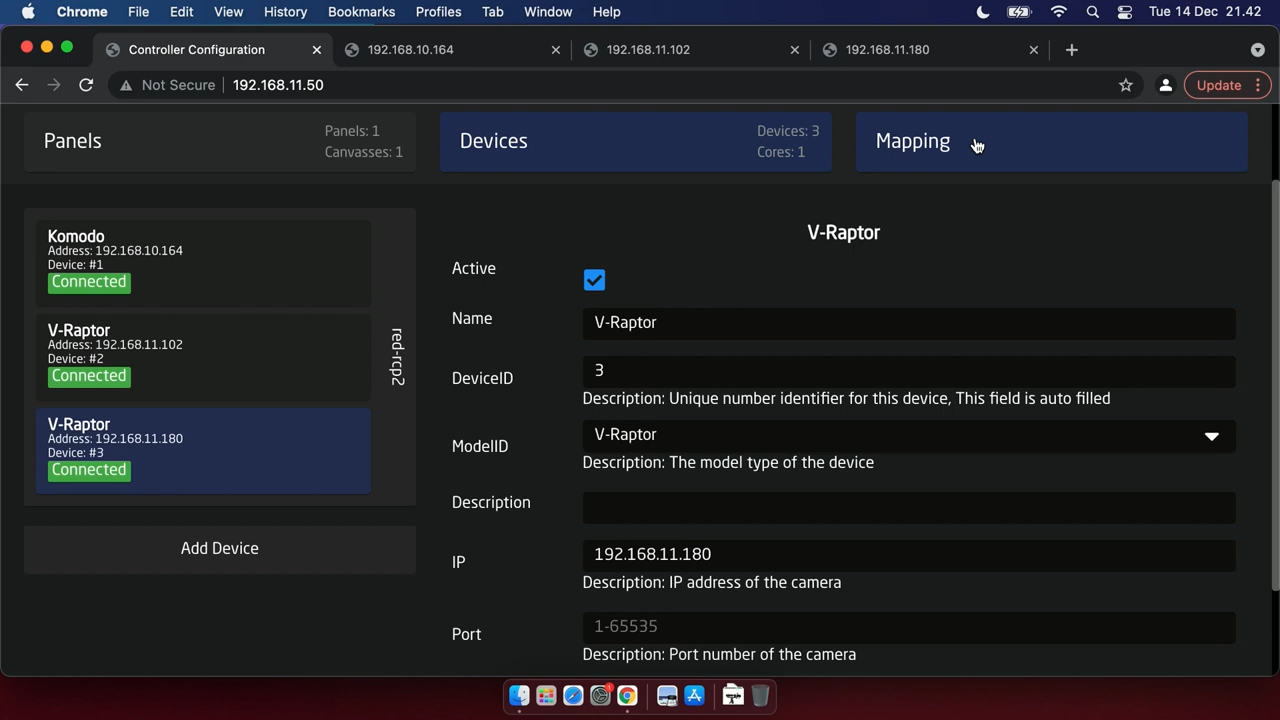 Chrome File Edit View History Bookmarks Profiles Tab Window Help Tue 14 Dec 21.42
Controller Configuration 192.168.10.164 192.168.11.102 192.168.11.180
Not Secure 192.168.11.50 Update
Panels
Panels: 1
Canvasses: 1
Devices
Devices: 3
Cores: 1
Mapping
Komodo
Address: 192.168.10.164
Device: #1
Connected
V-Raptor
Address: 192.168.11.102
Device: #2
Connected
V-Raptor
Address: 192.168.11.180
Device: #3
Connected
red-rcp2
Add Device
V-Raptor
Active
Name V-Raptor
DeviceID 3
Description: Unique number identifier for this device, This field is auto filled
ModelID V-Raptor
Description: The model type of the device
Description
IP 192.168.11.180
Description: IP address of the camera
Port 1-65535
Description: Port number of the camera
1